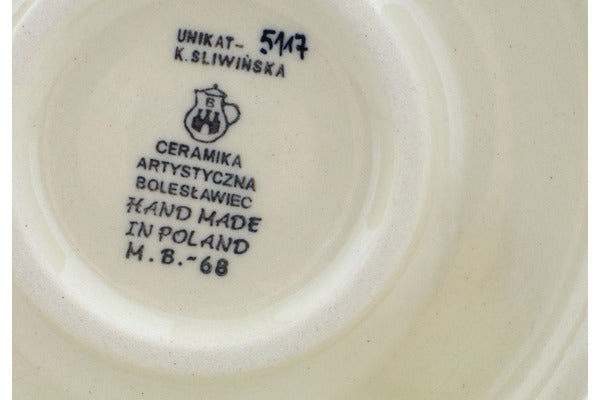 UNIKAT- 5117
K.SLIWIŃSKA
B
CERAMIKA
ARTYSTYCZNA
BOLESŁAWIEC
HAND MADE
IN POLAND
M.B.-68